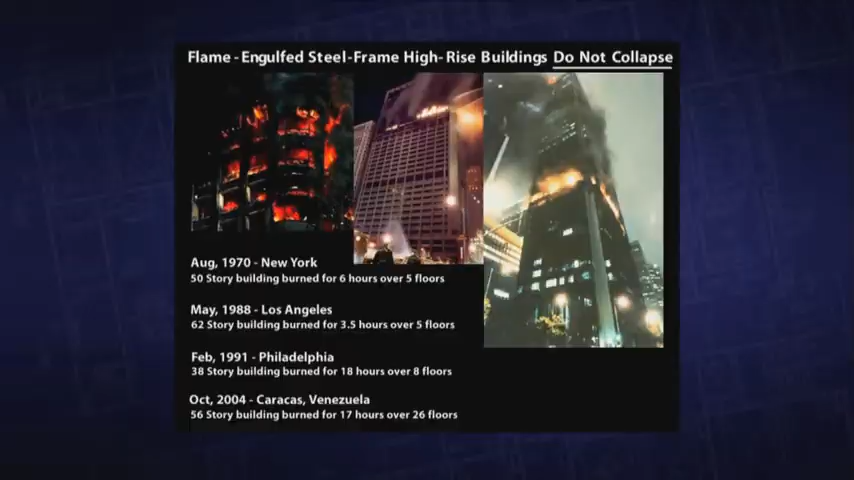 Flame - Engulfed Steel-Frame High-Rise Buildings Do Not Collapse
Aug, 1970 - New York
50 Story building burned for 6 hours over 5 floors
May, 1988 - Los Angeles
62 Story building burned for 3.5 hours over 5 floors
Feb, 1991 - Philadelphia
38 Story building burned for 18 hours over 8 floors
Oct, 2004 - Caracas, Venezuela
56 Story building burned for 17 hours over 26 floors